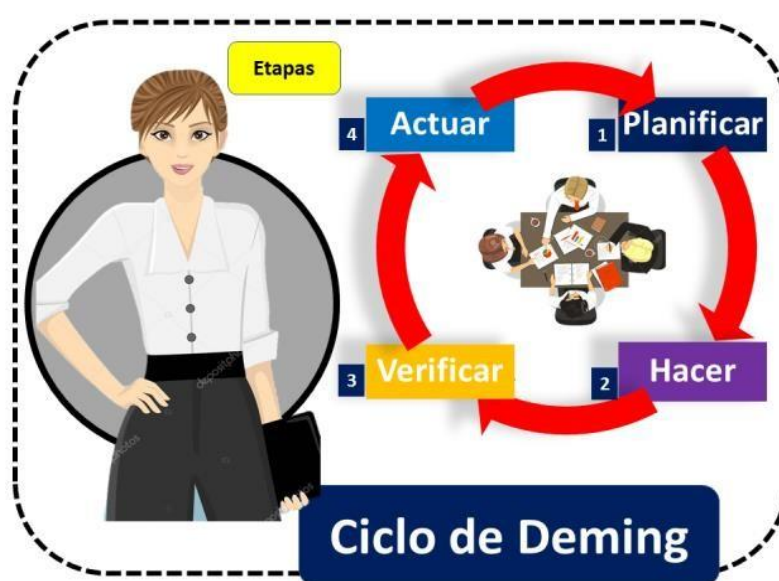 Etapas
4 Actuar
1 Planificar
3 Verificar
2 Hacer
Ciclo de Deming